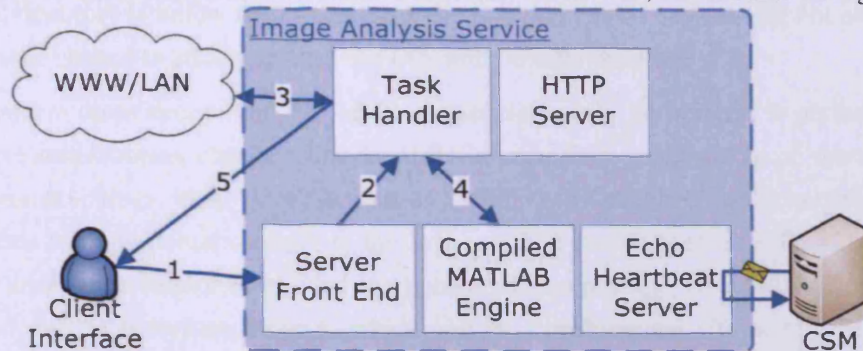 Image Analysis Service
WWW/LAN
3
Task
Handler
HTTP
Server
5
2
4
1
Client
Interface
Server
Front End
Compiled
MATLAB
Engine
Echo
Heartbeat
Server
CSM